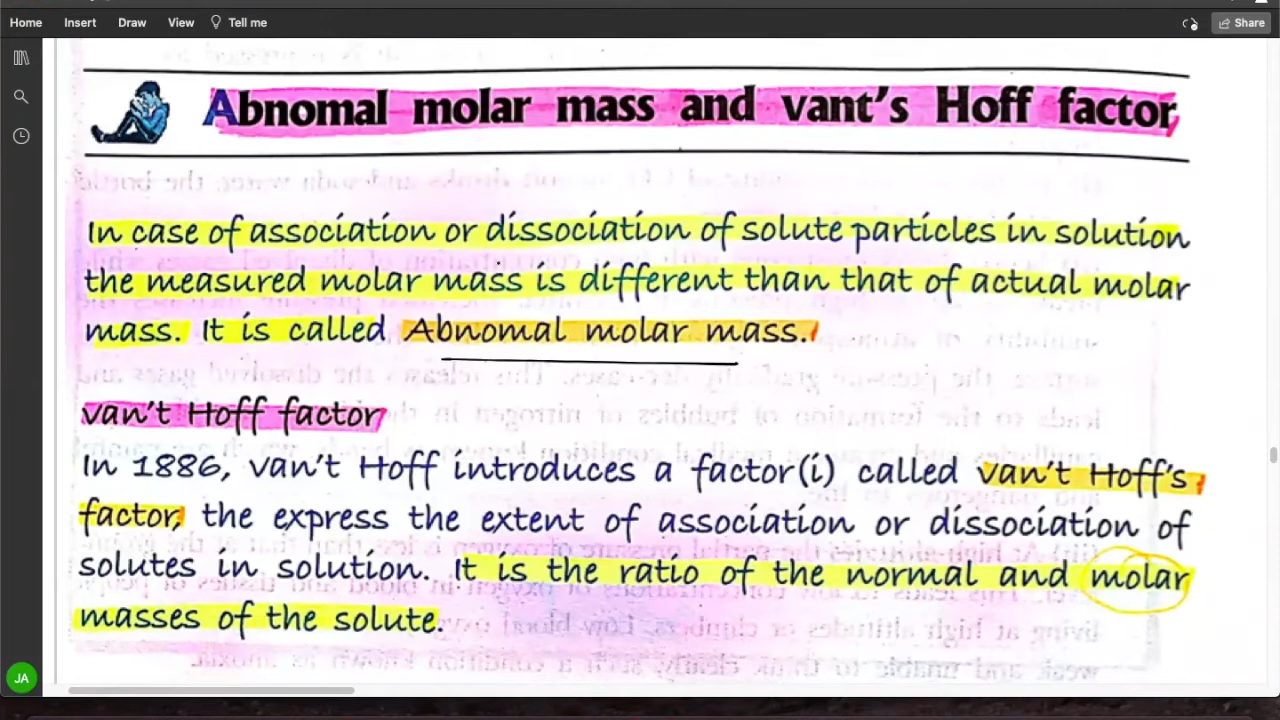 Home Insert Draw View Tell me Share
Abnomal molar mass and vant's Hoff factor,
In case of association or dissociation of solute particles in solution
the measured molar mass is different than that of actual molar
mass. It is called Abnomal molar mass.
van't Hoff factor
In 1886, van't Hoff introduces a factor(i) called van't Hoff's
factor, the express the extent of association or dissociation of
solutes in solution. It is the ratio of the normal and molar
masses of the solute.
JA